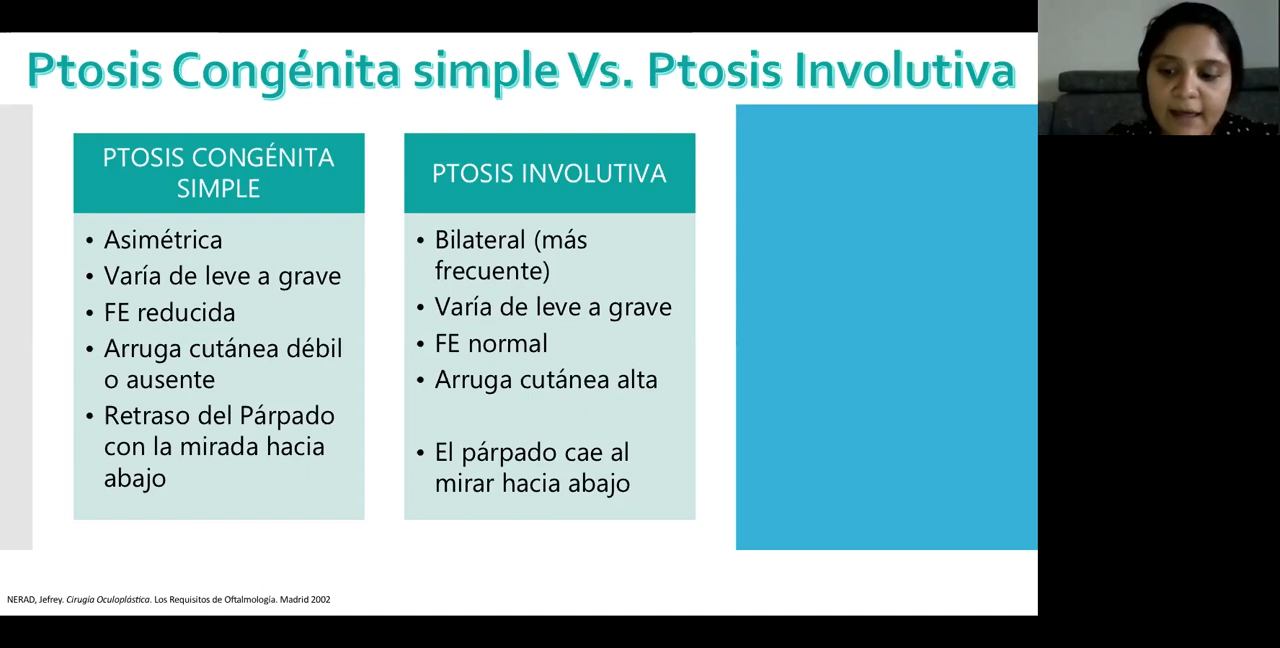 Ptosis Congénita simple Vs. Ptosis Involutiva
PTOSIS CONGÉNITA
SIMPLE
• Asimétrica
• Varía de leve a grave
• FE reducida
• Arruga cutánea débil
o ausente
• Retraso del Párpado
con la mirada hacia
abajo
PTOSIS INVOLUTIVA
• Bilateral (más
frecuente)
• Varía de leve a grave
• FE normal
• Arruga cutánea alta
• El párpado cae al
mirar hacia abajo
NERAD, Jefrey. Cirugía Oculoplástica. Los Requisitos de Oftalmología. Madrid 2002